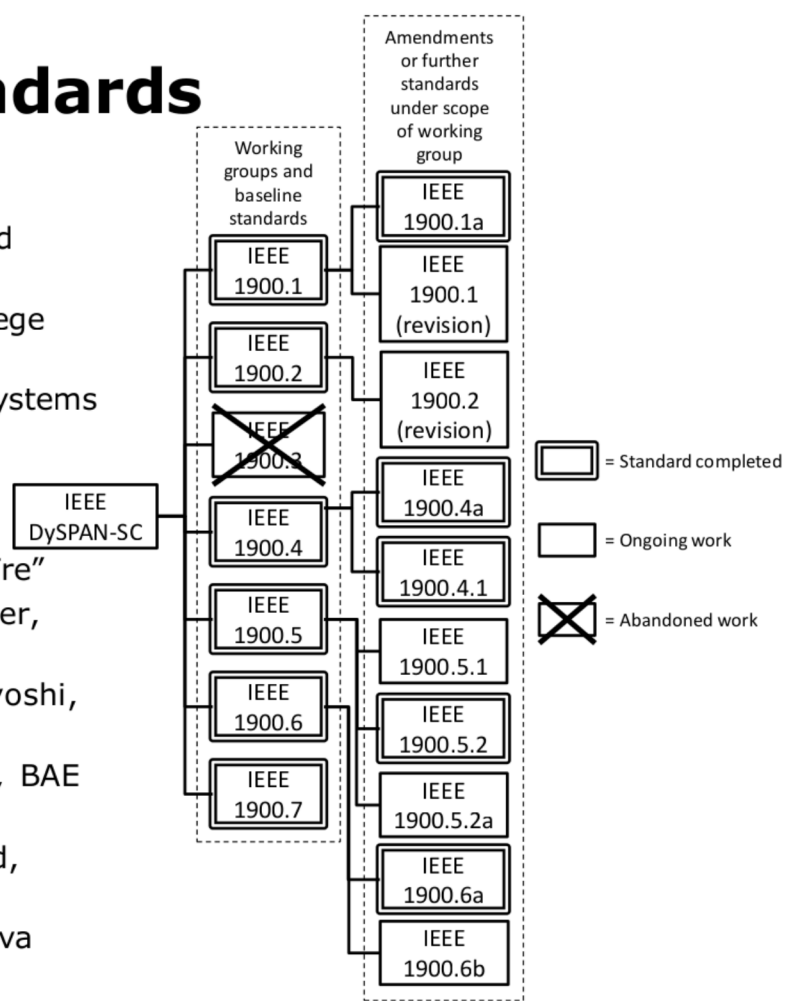 ndards
d
ege
ystems
re”
er,
yoshi,
, BAE
d,
va
IEEE
DySPAN-SC
Working
groups and
baseline
standards
IEEE
1900.1
IEEE
1900.2
IEEE
1900.3
IEEE
1900.4
IEEE
1900.5
IEEE
1900.6
IEEE
1900.7
Amendments
or further
standards
under scope
of working
group
IEEE
1900.1a
IEEE
1900.1
(revision)
IEEE
1900.2
(revision)
IEEE
1900.4a
IEEE
1900.4.1
IEEE
1900.5.1
IEEE
1900.5.2
IEEE
1900.5.2a
IEEE
1900.6a
IEEE
1900.6b
= Standard completed
= Ongoing work
= Abandoned work